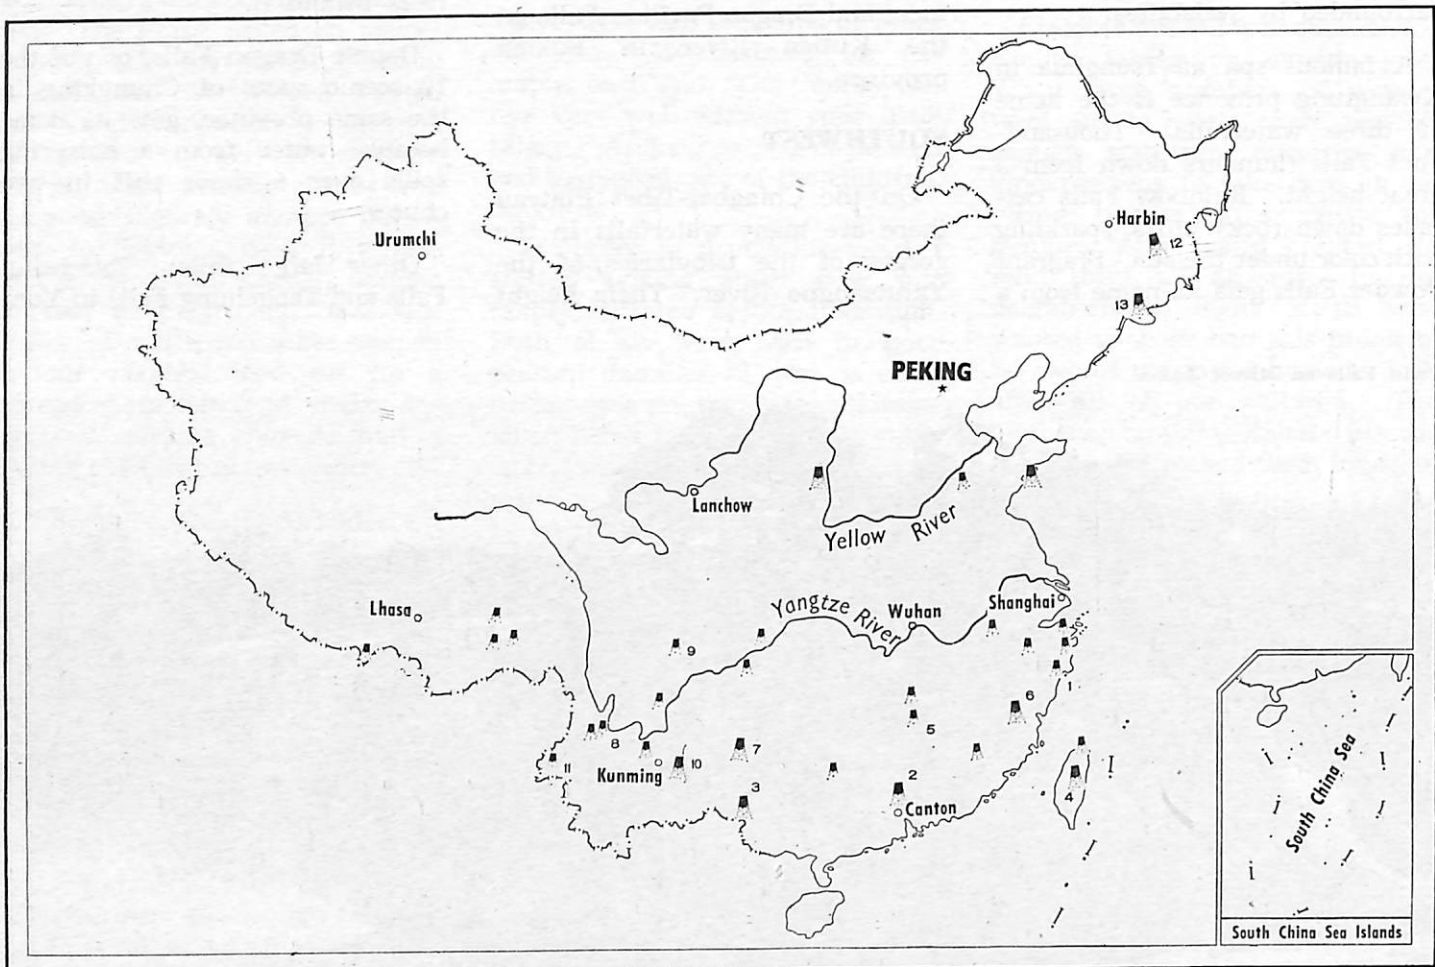 Harbin
12
Urumchi
13
PEKING
Lanchow
Yellow River
Lhasa
Yangtze River
Wuhan
Shanghai
9
1
6
5
8
7
11
Kunming
10
3
2
Canton
4
South China Sea
South China Sea Islands